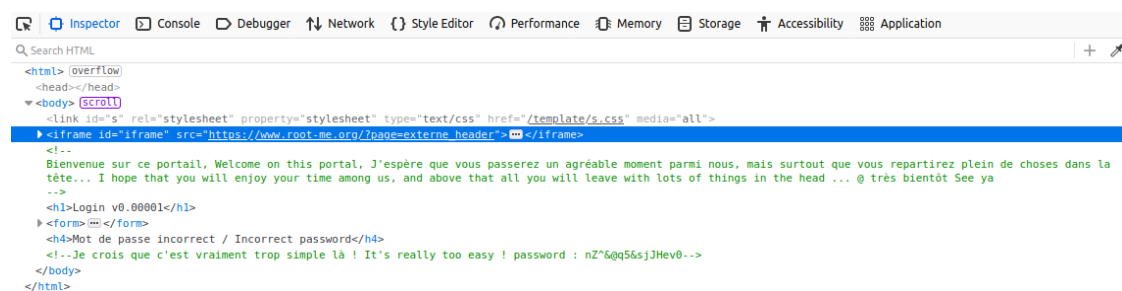 Inspector Console Debugger Network {} Style Editor Performance Memory Storage Accessibility Application
Search HTML
<html> overflow
<head></head>
<body> scroll
<link id="s" rel="stylesheet" property="stylesheet" type="text/css" href="/template/s.css" media="all">
<iframe id="iframe" src="https://www.root-me.org/?page=externe_header"> ⋯ </iframe>
<!--
Bienvenue sur ce portail, Welcome on this portal, J'espère que vous passerez un agréable moment parmi nous, mais surtout que vous repartirez plein de choses dans la
tête... I hope that you will enjoy your time among us, and above that all you will leave with lots of things in the head ... @ très bientôt See ya
-->
<h1>Login v0.00001</h1>
<form> ⋯ </form>
<h4>Mot de passe incorrect / Incorrect password</h4>
<!--Je crois que c'est vraiment trop simple là ! It's really too easy ! password : nZ^&@q5&sjJHev0-->
</body>
</html>